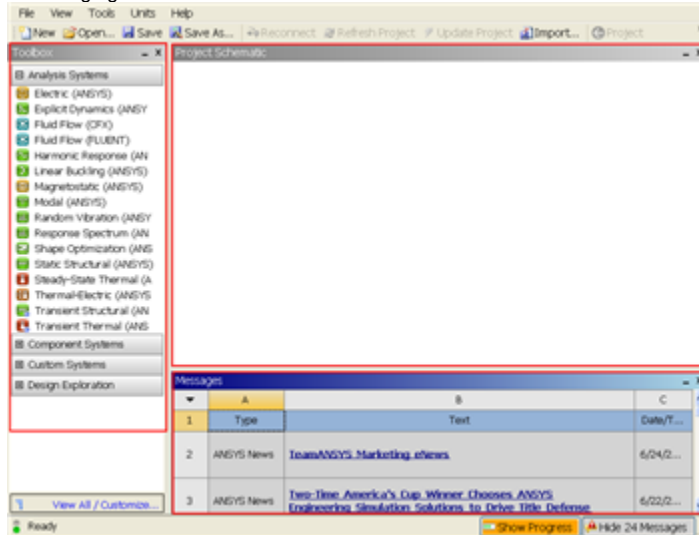 File View Tools Units Help
New Open... Save Save As... Reconnect Refresh Project Update Project Import... Project
Toolbox
Project Schematic
Analysis Systems
Electric (ANSYS)
Explicit Dynamics (ANSY
Fluid Flow (CFX)
Fluid Flow (FLUENT)
Harmonic Response (AN
Linear Buckling (ANSYS)
Magnetostatic (ANSYS)
Modal (ANSYS)
Random Vibration (ANSY
Response Spectrum (AN
Shape Optimization (ANS
Static Structural (ANSYS)
Steady-State Thermal (A
Thermal-Electric (ANSYS
Transient Structural (AN
Transient Thermal (ANS
Component Systems
Custom Systems
Design Exploration
View All / Customize...
Messages
A B C
1 Type Text Date/T...
2 ANSYS News TeamANSYS Marketing eNews 6/24/2...
3 ANSYS News Two-Time America's Cup Winner Chooses ANSYS
Engineering Simulation Solutions to Drive Title Defense 6/22/2...
Ready
Show Progress Hide 24 Messages